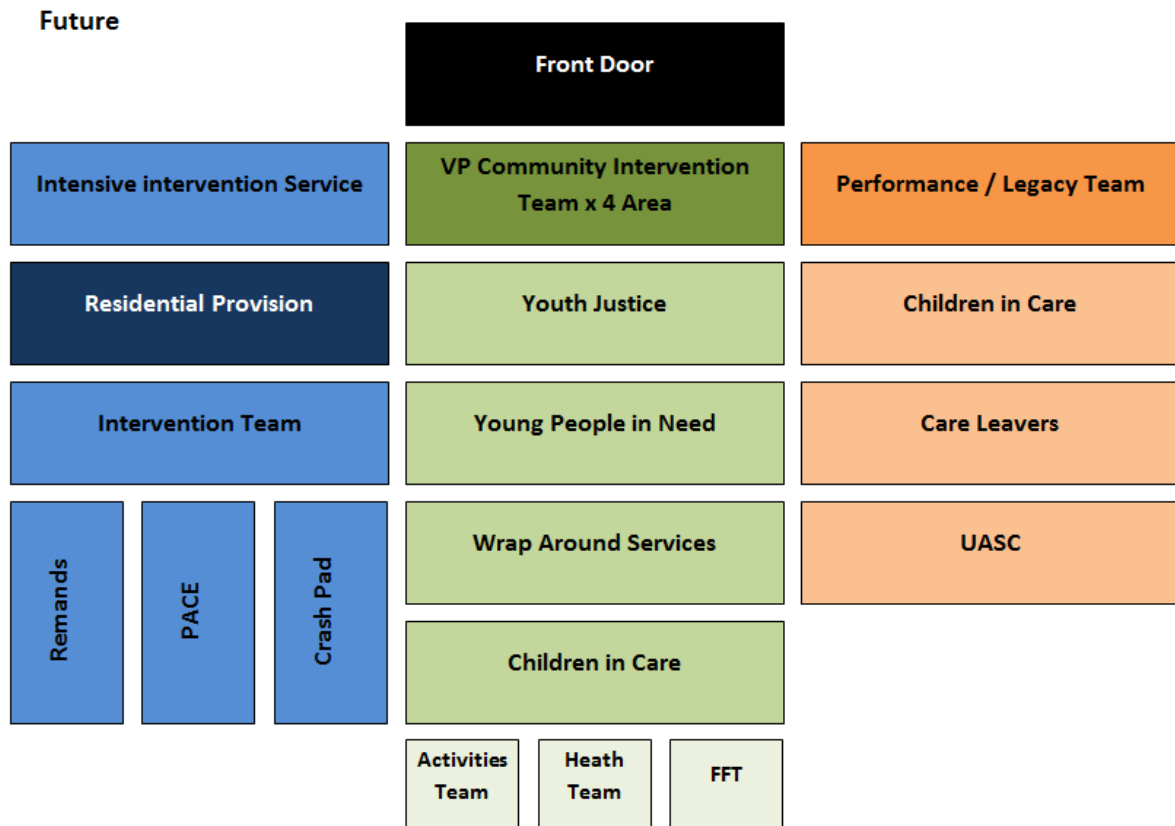 Future
Front Door
Intensive intervention Service
VP Community Intervention
Team x 4 Area
Performance / Legacy Team
Residential Provision
Youth Justice
Children in Care
Intervention Team
Young People in Need
Care Leavers
Remands
PACE
Crash Pad
Wrap Around Services
UASC
Children in Care
Activities
Team
Heath
Team
FFT